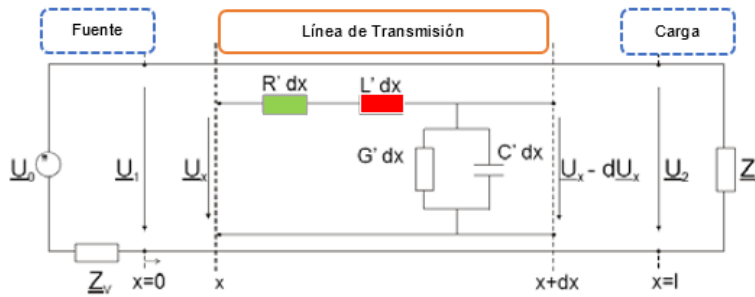 Fuente
Línea de Transmisión
Carga
R' dx
L' dx
G' dx
C' dx
U₀
U₁
Uₓ
Uₓ - dUₓ
U₂
Z
Zᵥ
x=0
x
x+dx
x=l